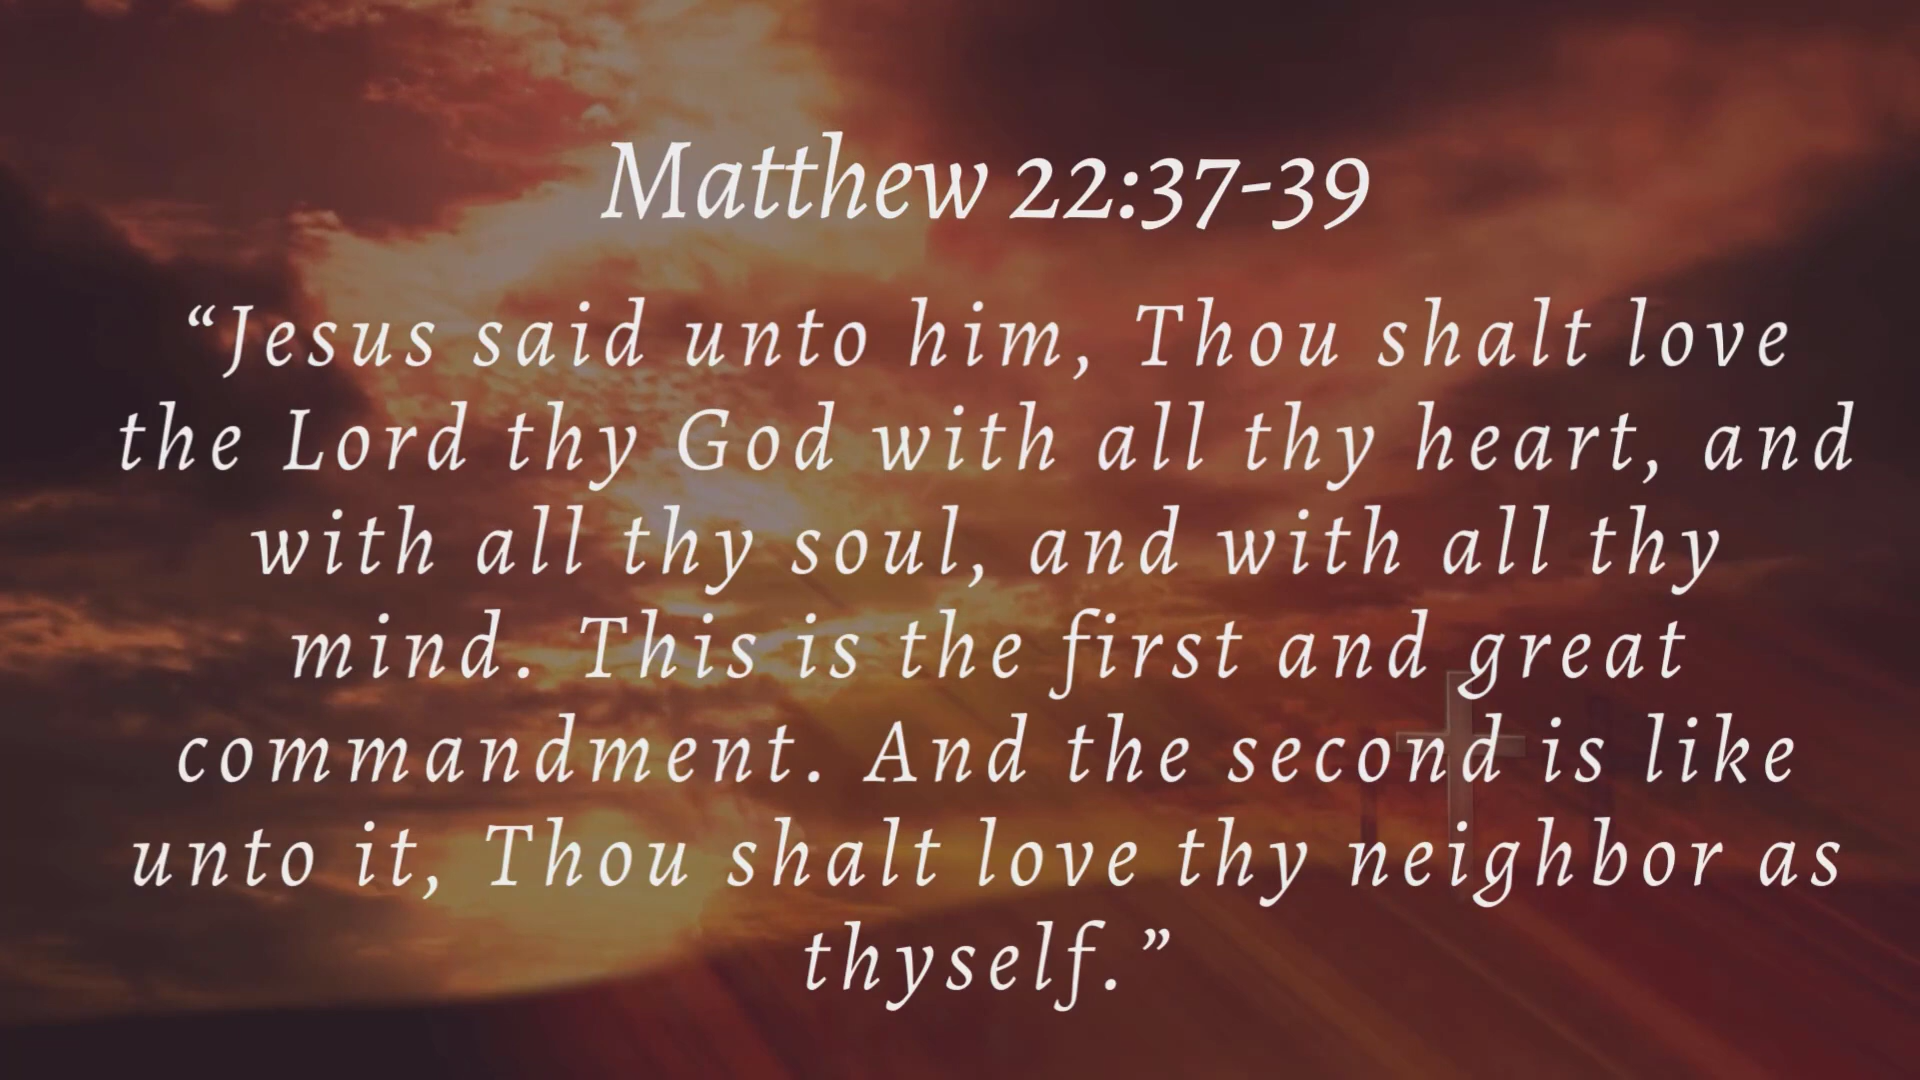 Matthew 22:37-39
“Jesus said unto him, Thou shalt love
the Lord thy God with all thy heart, and
with all thy soul, and with all thy
mind. This is the first and great
commandment. And the second is like
unto it, Thou shalt love thy neighbor as
thyself.”